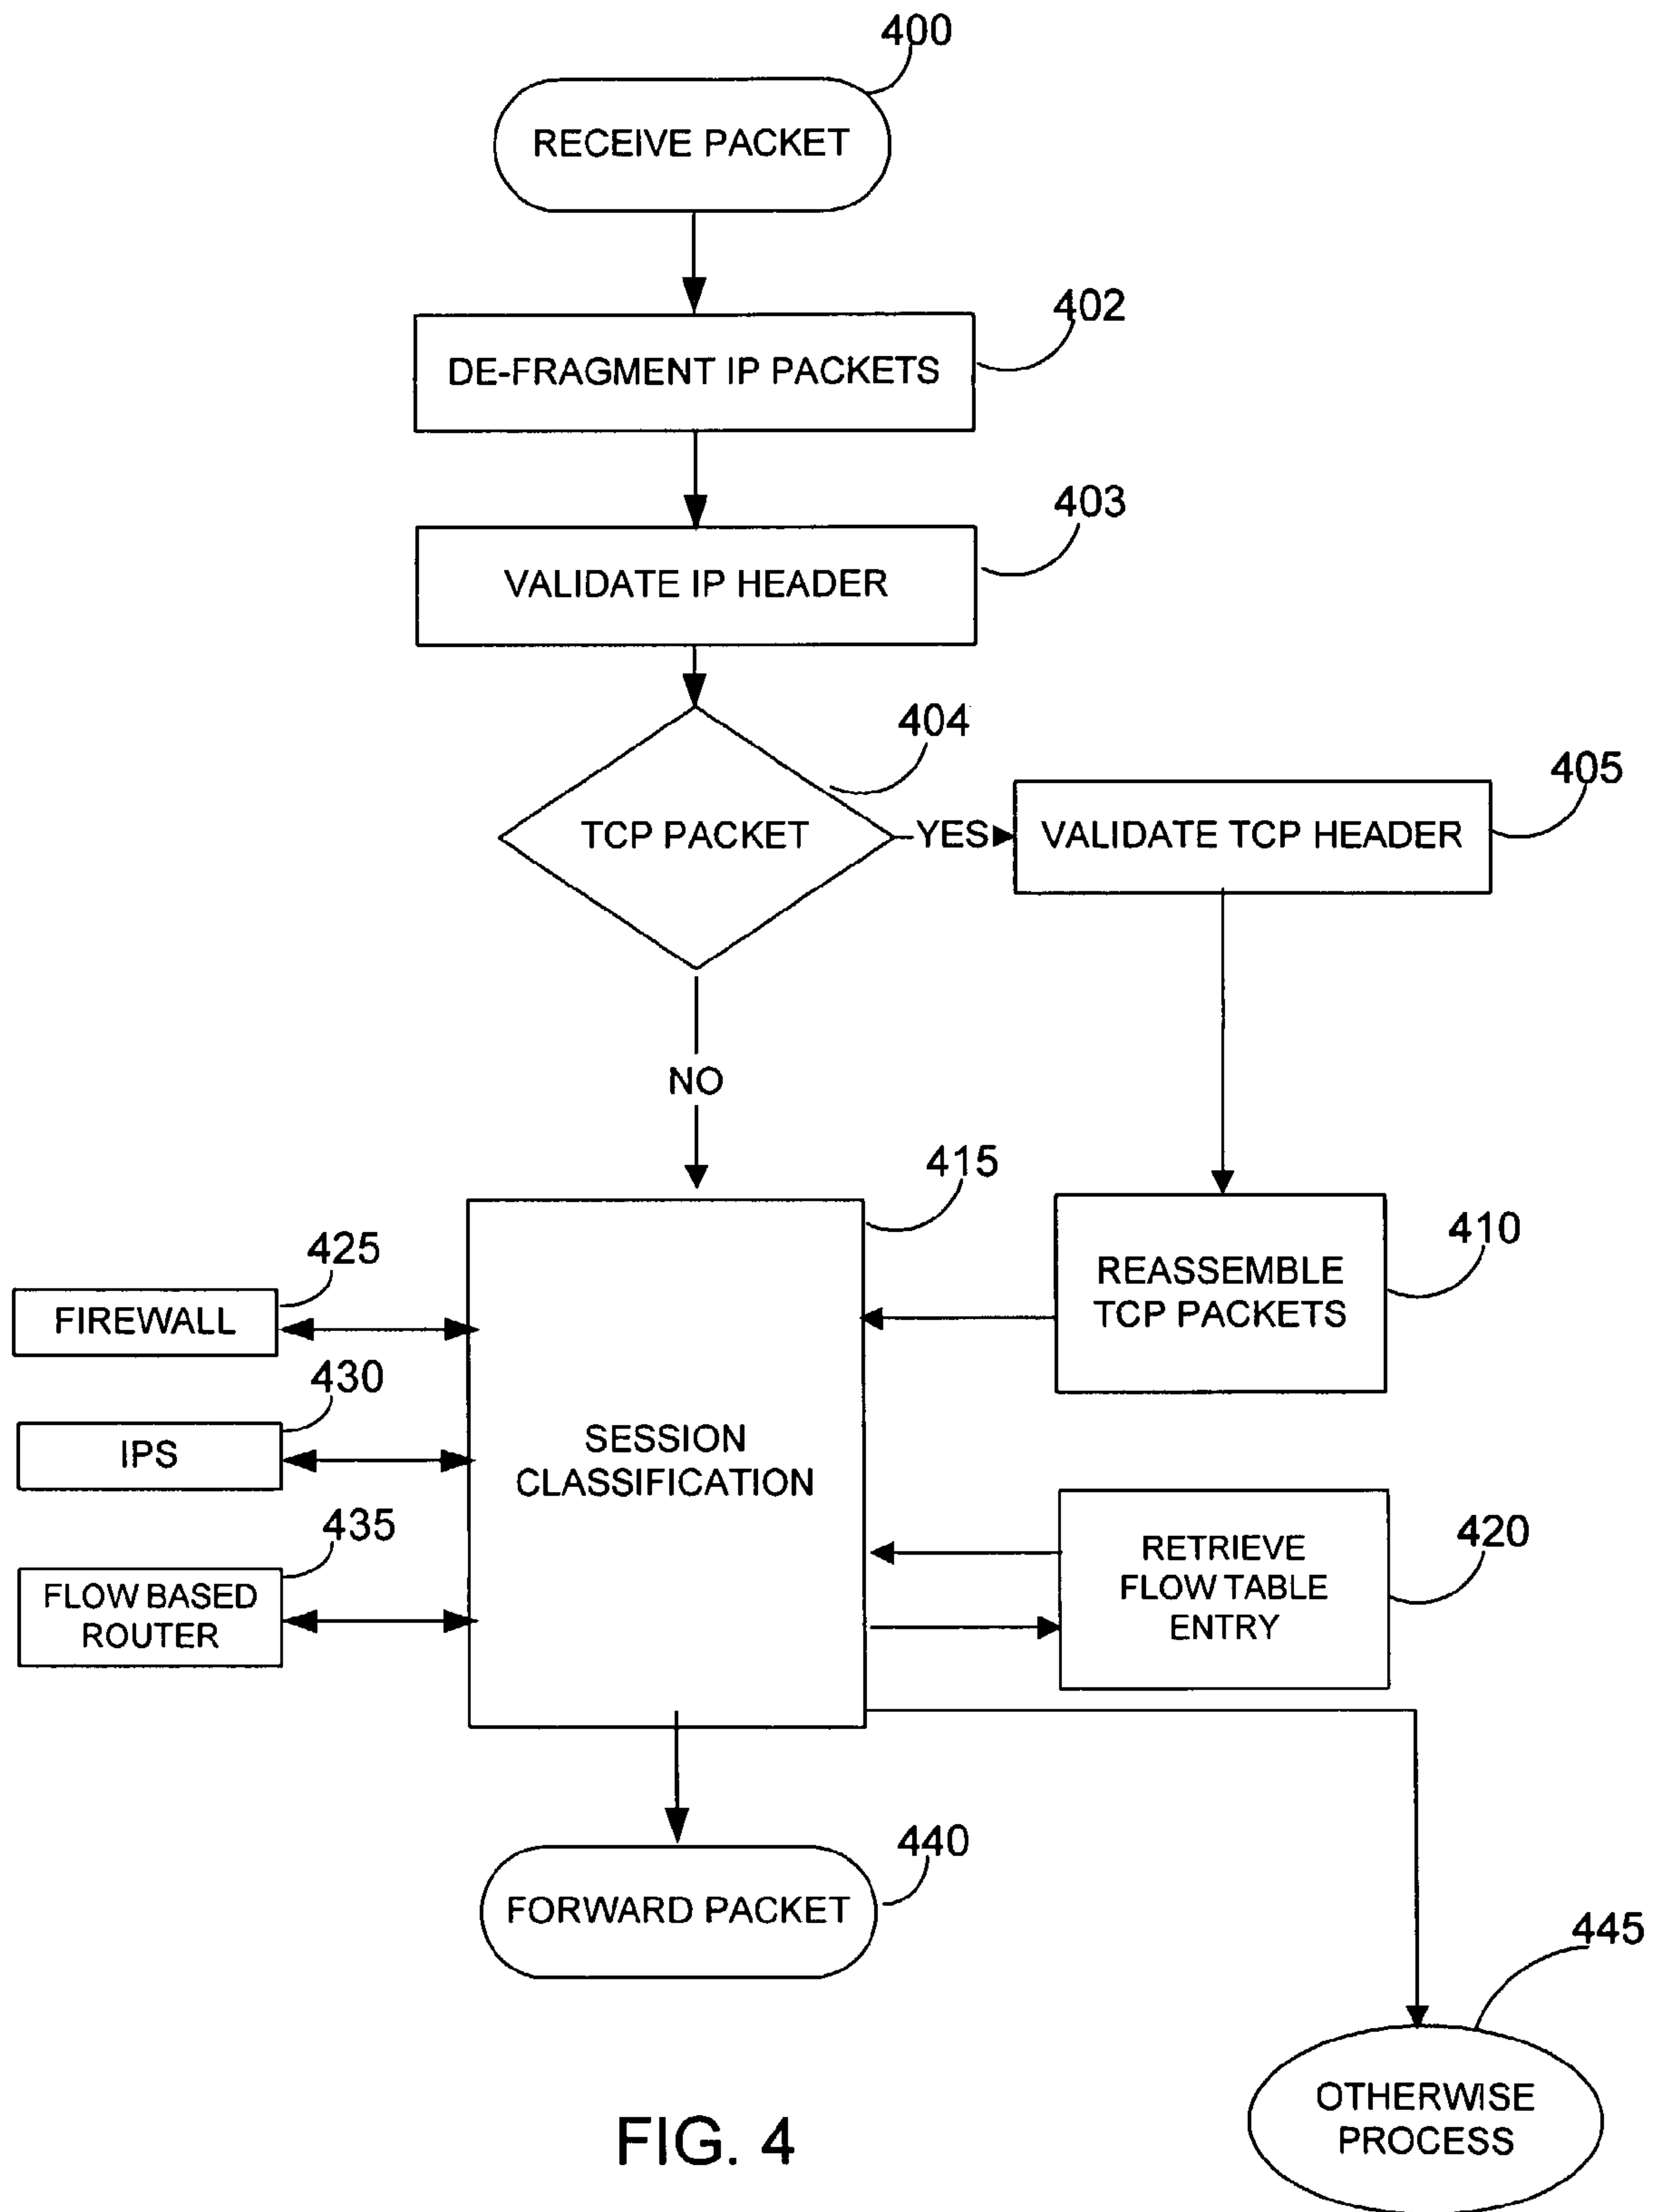 400
RECEIVE PACKET
402
DE-FRAGMENT IP PACKETS
403
VALIDATE IP HEADER
404
TCP PACKET
YES
405
VALIDATE TCP HEADER
NO
415
410
REASSEMBLE
TCP PACKETS
425
FIREWALL
430
IPS
SESSION
CLASSIFICATION
435
FLOW BASED
ROUTER
420
RETRIEVE
FLOW TABLE
ENTRY
440
FORWARD PACKET
445
OTHERWISE
PROCESS
FIG. 4